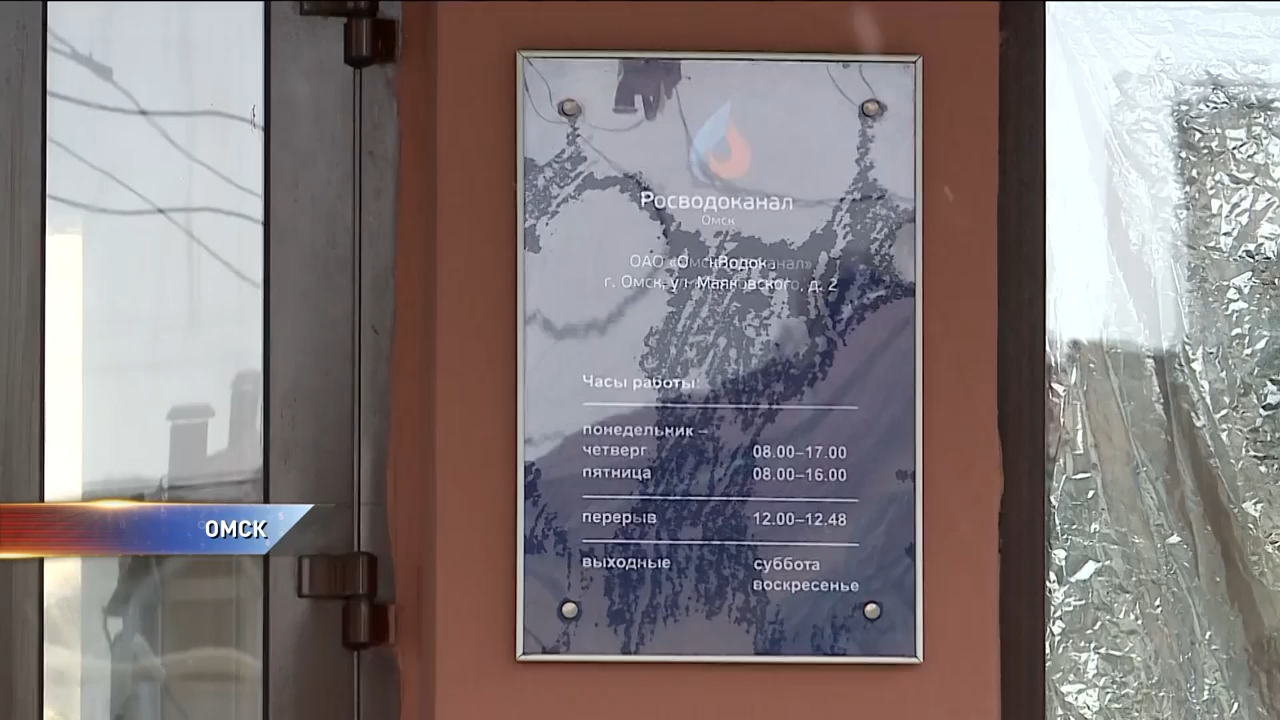 Росводоканал
Омск
ОАО «ОмскВодоканал»
г. Омск, ул. Маяковского, д. 2
Часы работы:
понедельник –
четверг 08.00–17.00
пятница 08.00–16.00
перерыв 12.00–12.48
выходные суббота
воскресенье
ОМСК